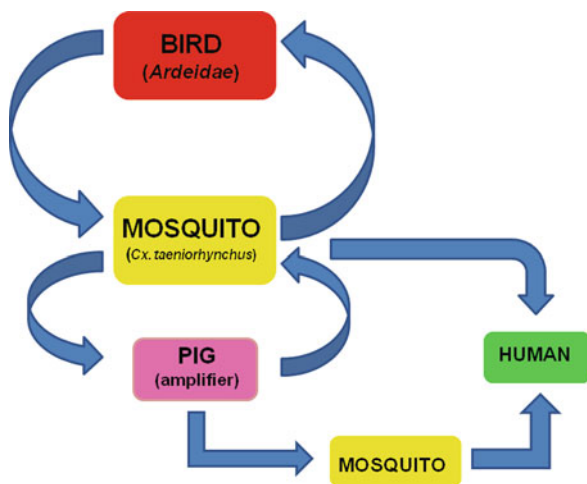 BIRD
(Ardeidae)
MOSQUITO
(Cx. taeniorhynchus)
PIG
(amplifier)
HUMAN
MOSQUITO